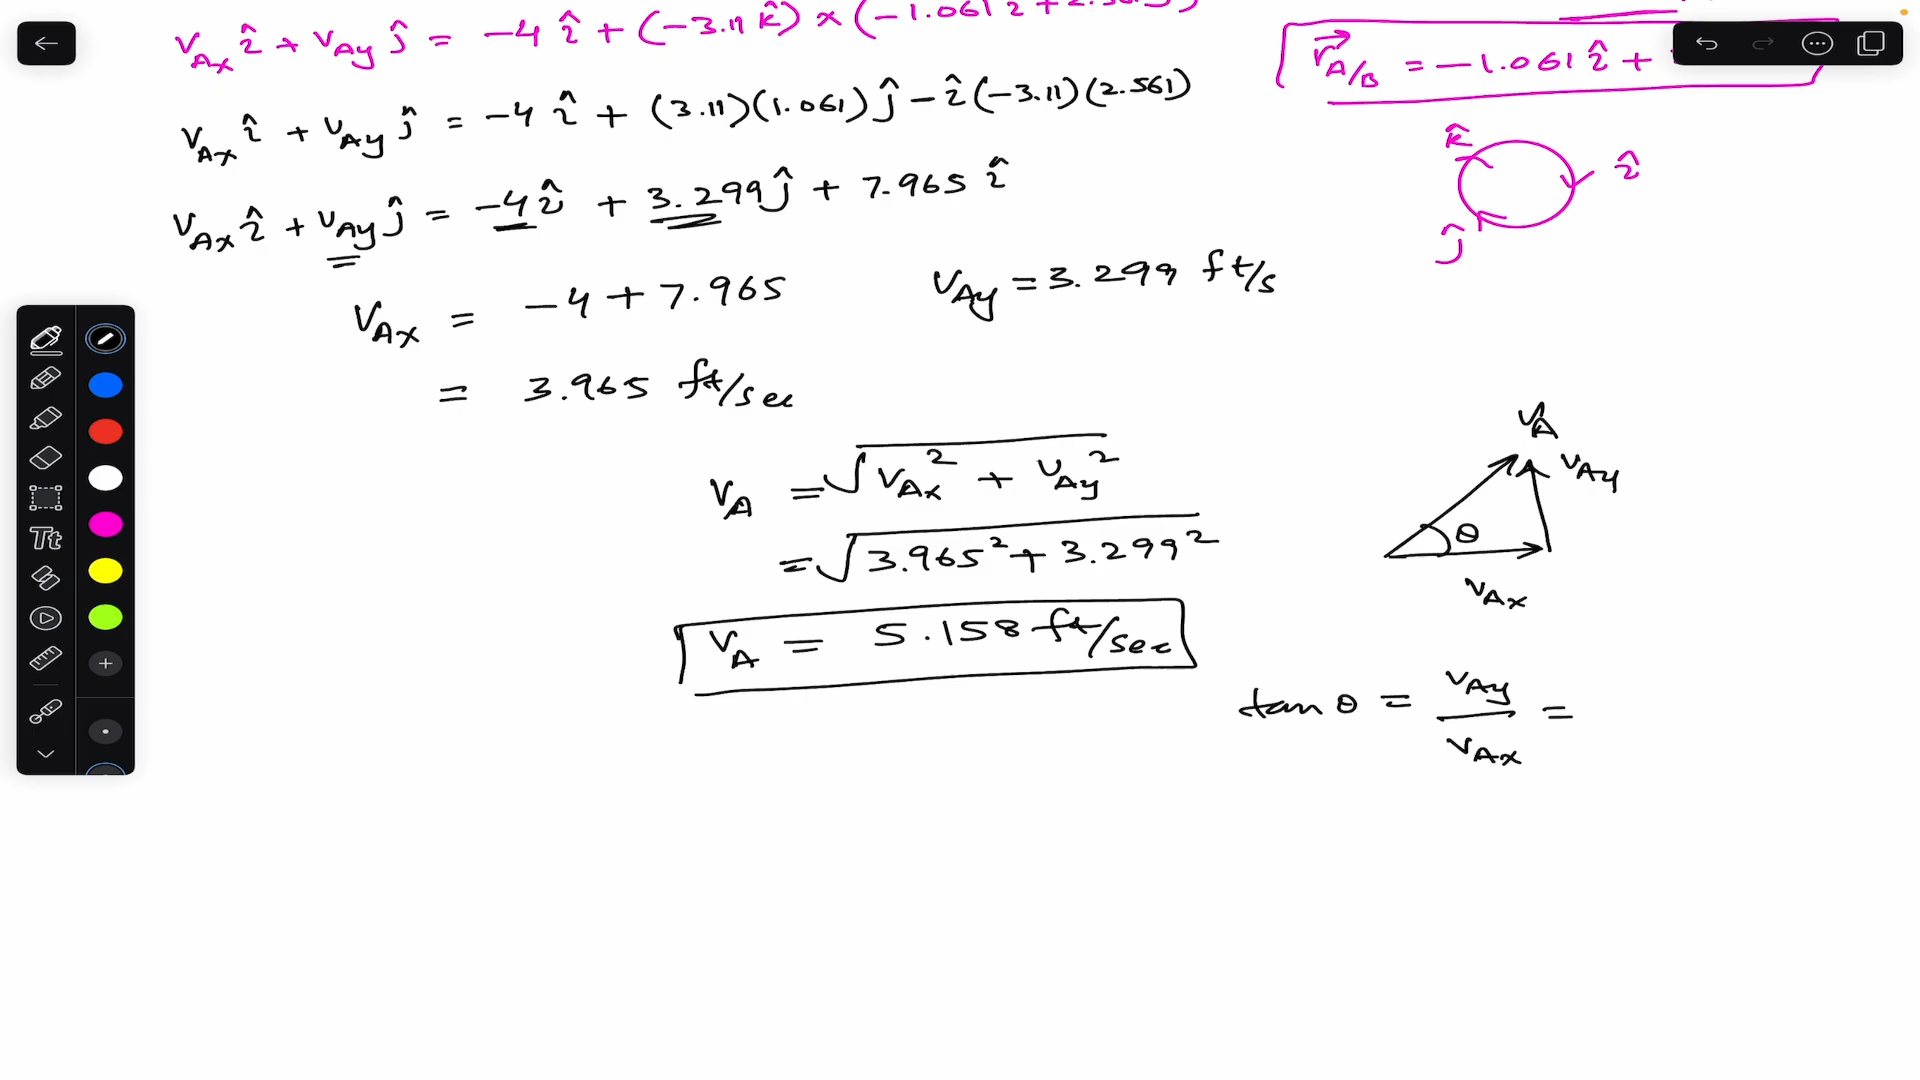 v_Ax î + v_Ay ĵ = -4 î + (-3.11 k̂) × (-1.061 î + 2.561 ĵ)
r⃗_A/B = -1.061 î +
v_Ax î + v_Ay ĵ = -4 î + (3.11)(1.061) ĵ - î (-3.11)(2.561)
k̂
î
ĵ
v_Ax î + v_Ay ĵ = -4 î + 3.299 ĵ + 7.965 î
v_Ax = -4 + 7.965
v_Ay = 3.299 ft/s
= 3.965 ft/sec
v_A = √(v_Ax² + v_Ay²)
v_A
v_Ay
θ
v_Ax
= √(3.965² + 3.299²)
v_A = 5.158 ft/sec
tan θ = v_Ay / v_Ax =
Tt